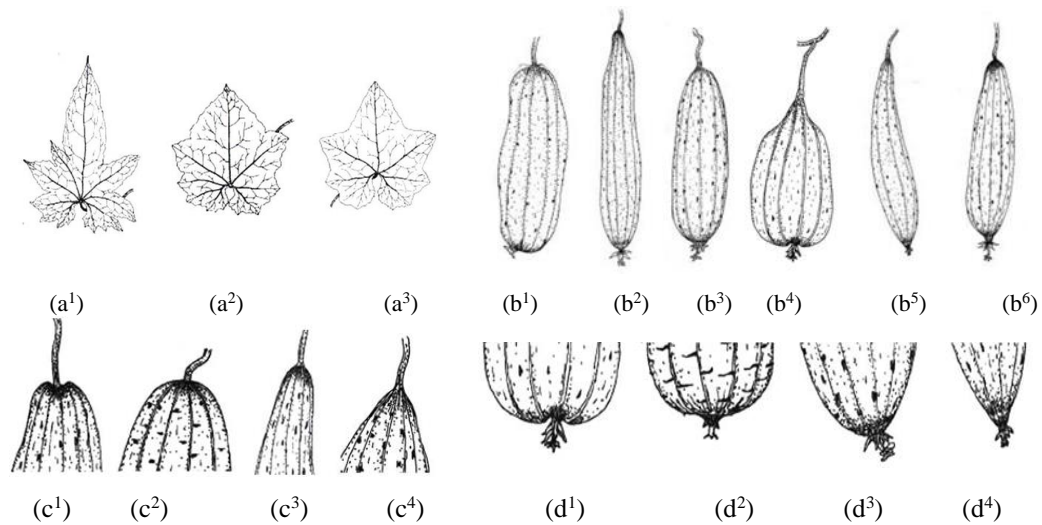 (a¹) (a²) (a³) (b¹) (b²) (b³) (b⁴) (b⁵) (b⁶)
(c¹) (c²) (c³) (c⁴) (d¹) (d²) (d³) (d⁴)